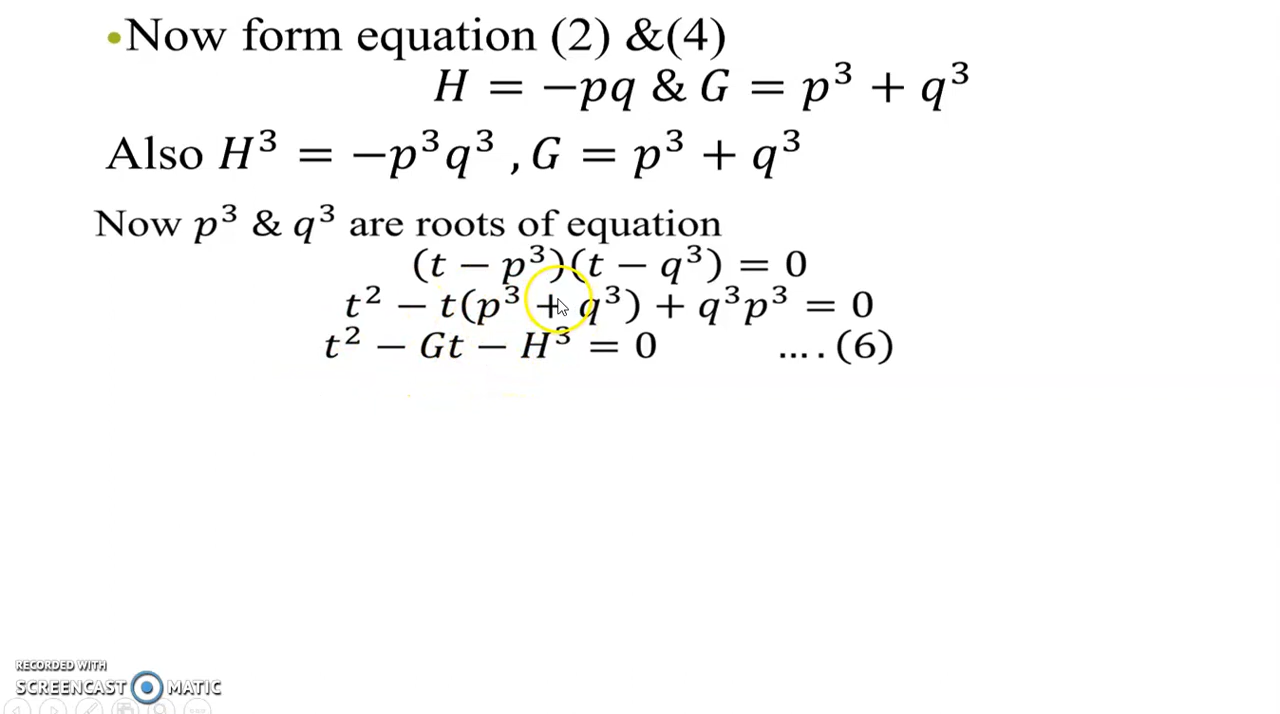 •Now form equation (2) &(4)
H = −pq & G = p³ + q³
Also H³ = −p³q³ , G = p³ + q³
Now p³ & q³ are roots of equation
(t − p³)(t − q³) = 0
t² − t(p³ + q³) + q³p³ = 0
t² − Gt − H³ = 0 .... (6)
RECORDED WITH
SCREENCAST MATIC